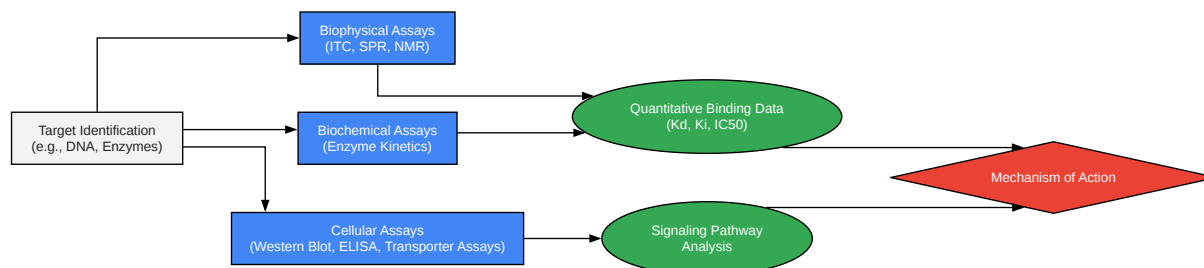 Biophysical Assays
(ITC, SPR, NMR)
Target Identification
(e.g., DNA, Enzymes)
Biochemical Assays
(Enzyme Kinetics)
Cellular Assays
(Western Blot, ELISA, Transporter Assays)
Quantitative Binding Data
(Kd, Ki, IC50)
Signaling Pathway
Analysis
Mechanism of Action